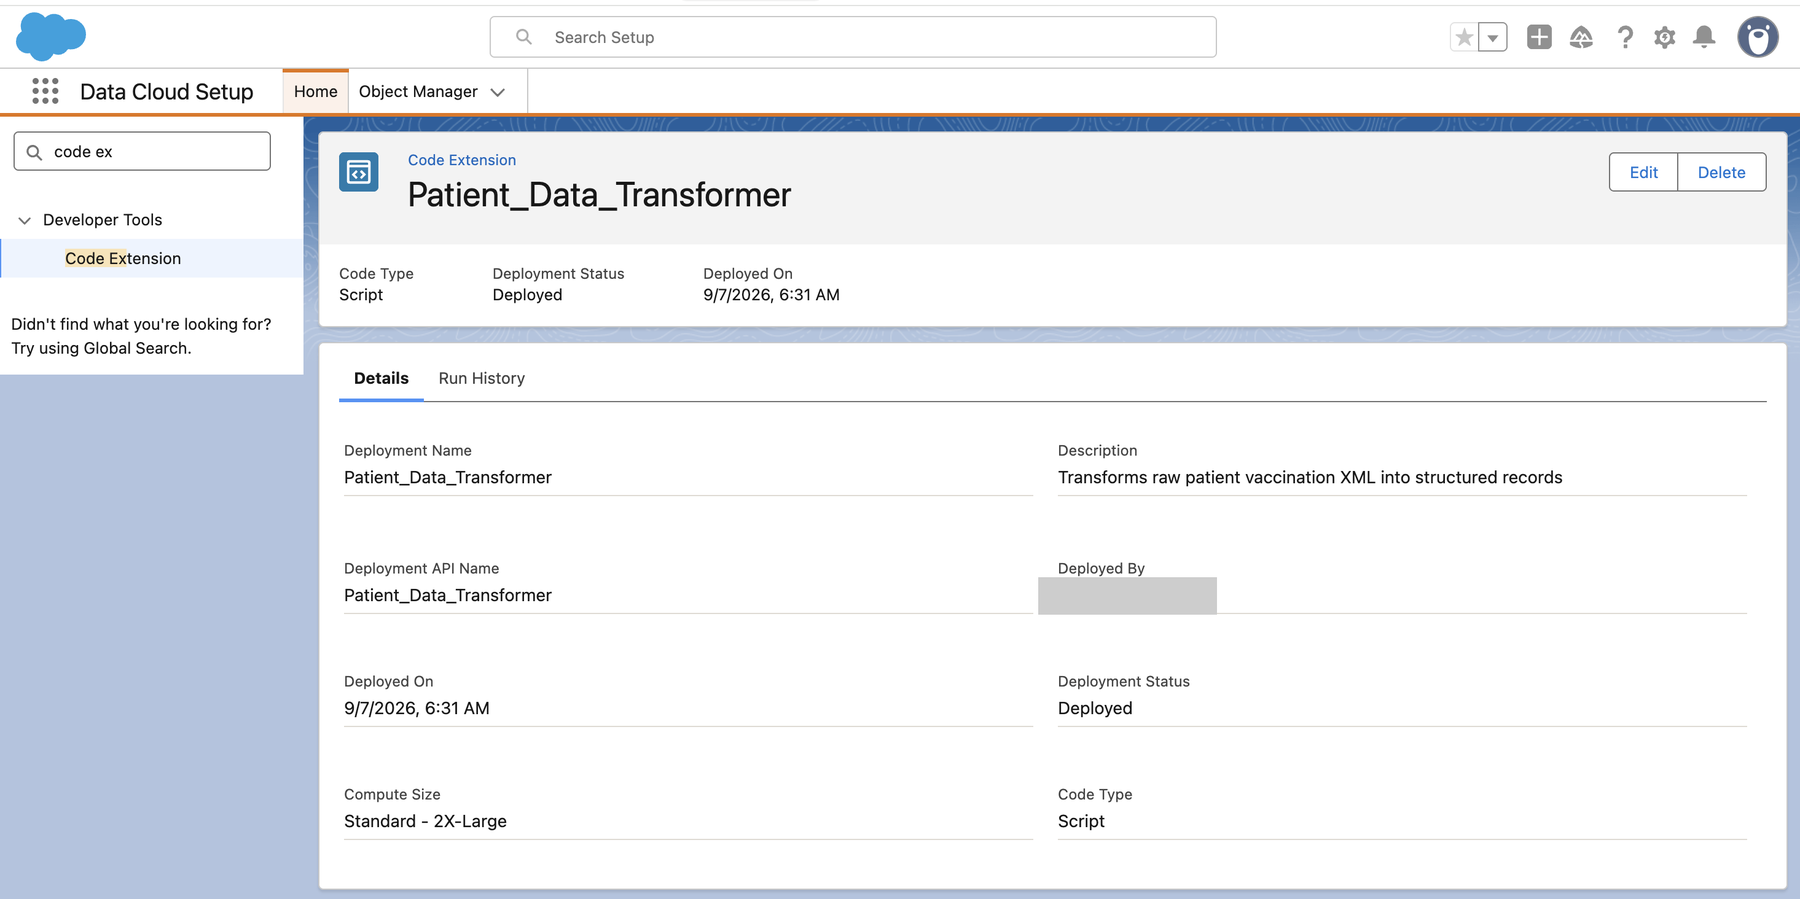 Search Setup
Data Cloud Setup
Home
Object Manager
code ex
Developer Tools
Code Extension
Didn't find what you're looking for?
Try using Global Search.
Code Extension
Patient_Data_Transformer
Edit
Delete
Code Type
Script
Deployment Status
Deployed
Deployed On
9/7/2026, 6:31 AM
Details
Run History
Deployment Name
Patient_Data_Transformer
Description
Transforms raw patient vaccination XML into structured records
Deployment API Name
Patient_Data_Transformer
Deployed By
Deployed On
9/7/2026, 6:31 AM
Deployment Status
Deployed
Compute Size
Standard - 2X-Large
Code Type
Script